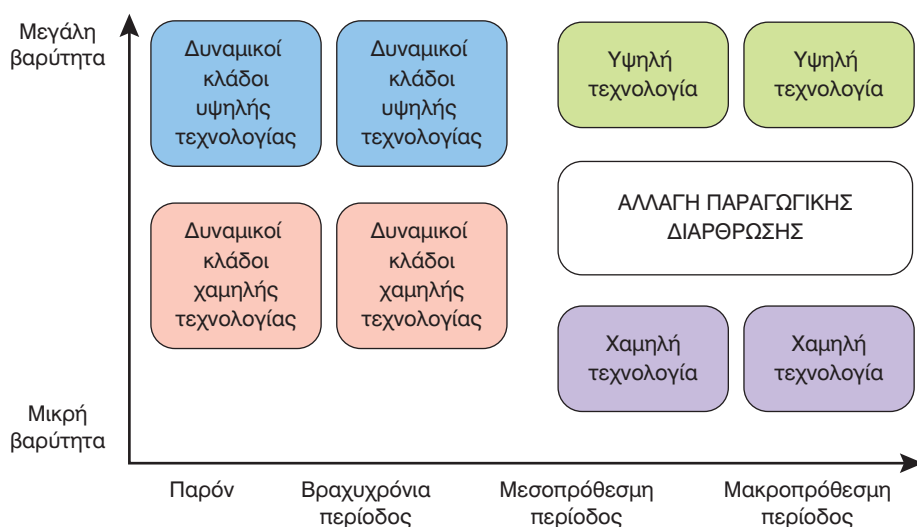 Μεγάλη
βαρύτητα
Δυναμικοί
κλάδοι
υψηλής
τεχνολογίας
Δυναμικοί
κλάδοι
υψηλής
τεχνολογίας
Υψηλή
τεχνολογία
Υψηλή
τεχνολογία
ΑΛΛΑΓΗ ΠΑΡΑΓΩΓΙΚΗΣ
ΔΙΑΡΘΡΩΣΗΣ
Δυναμικοί
κλάδοι
χαμηλής
τεχνολογίας
Δυναμικοί
κλάδοι
χαμηλής
τεχνολογίας
Χαμηλή
τεχνολογία
Χαμηλή
τεχνολογία
Μικρή
βαρύτητα
Παρόν
Βραχυχρόνια
περίοδος
Μεσοπρόθεσμη
περίοδος
Μακροπρόθεσμη
περίοδος